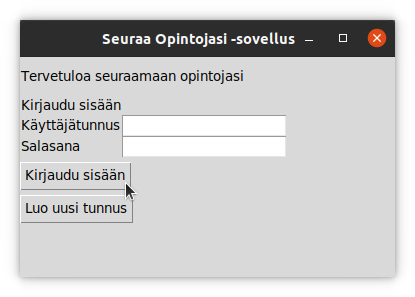 Seuraa Opintojasi -sovellus
Tervetuloa seuraamaan opintojasi
Kirjaudu sisään
Käyttäjätunnus
Salasana
Kirjaudu sisään
Luo uusi tunnus